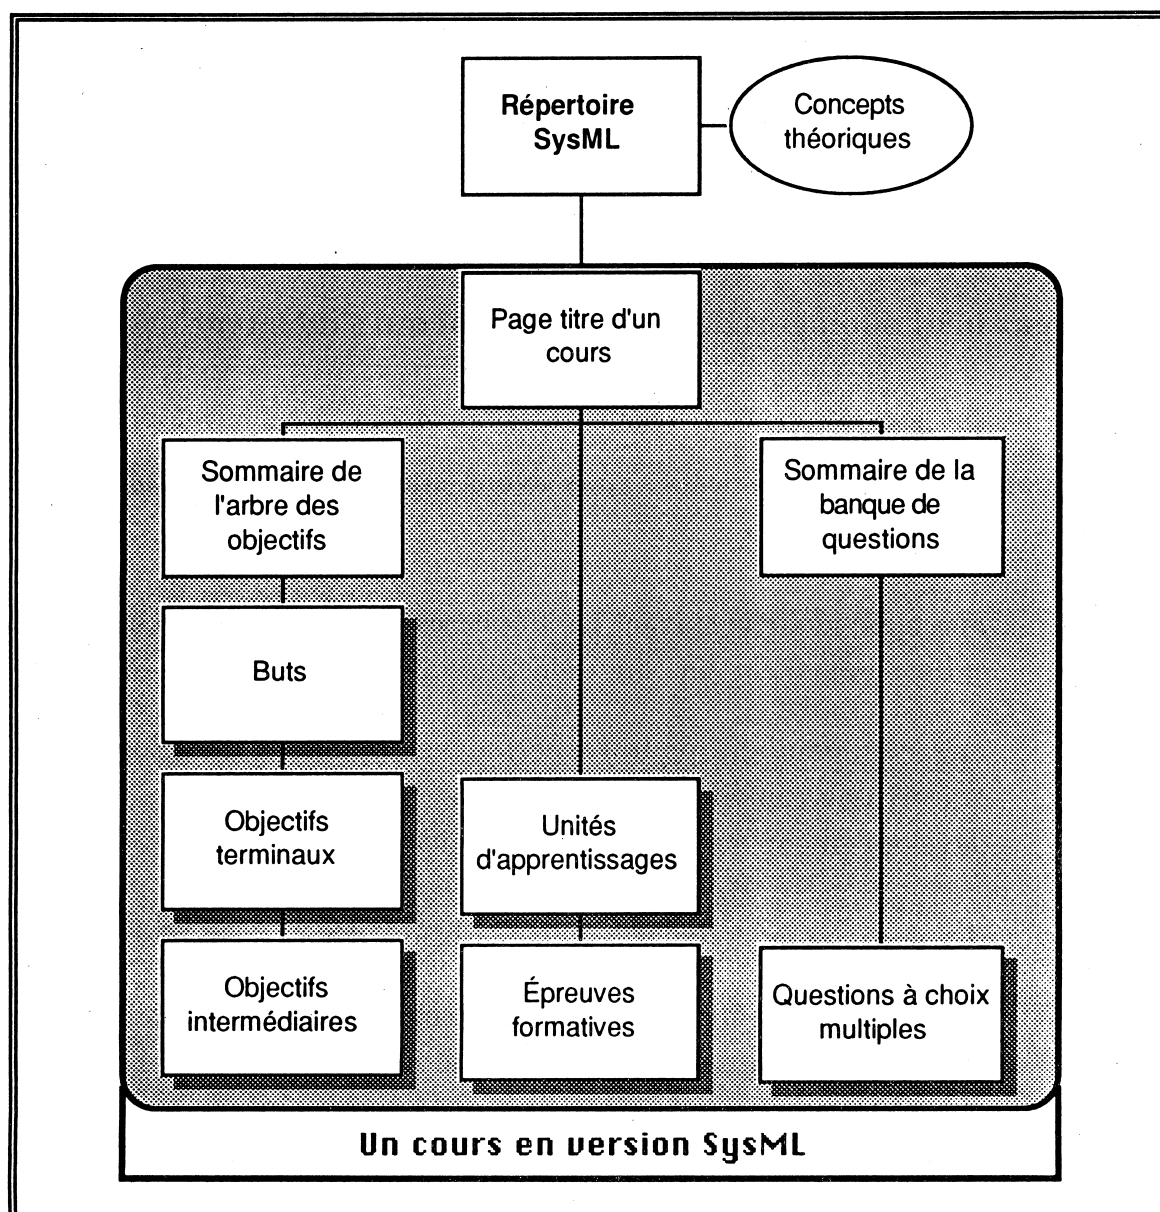 Répertoire
SysML
Concepts
théoriques
Page titre d'un
cours
Sommaire de
l'arbre des
objectifs
Sommaire de la
banque de
questions
Buts
Objectifs
terminaux
Unités
d'apprentissages
Objectifs
intermédiaires
Épreuves
formatives
Questions à choix
multiples
Un cours en version SysML